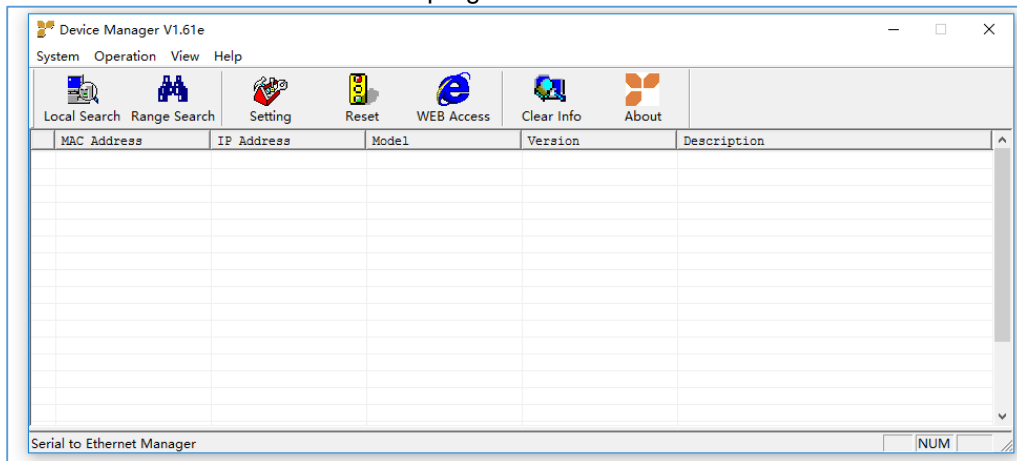 Device Manager V1.61e
System Operation View Help
Local Search Range Search Setting Reset WEB Access Clear Info About
MAC Address IP Address Model Version Description
Serial to Ethernet Manager NUM